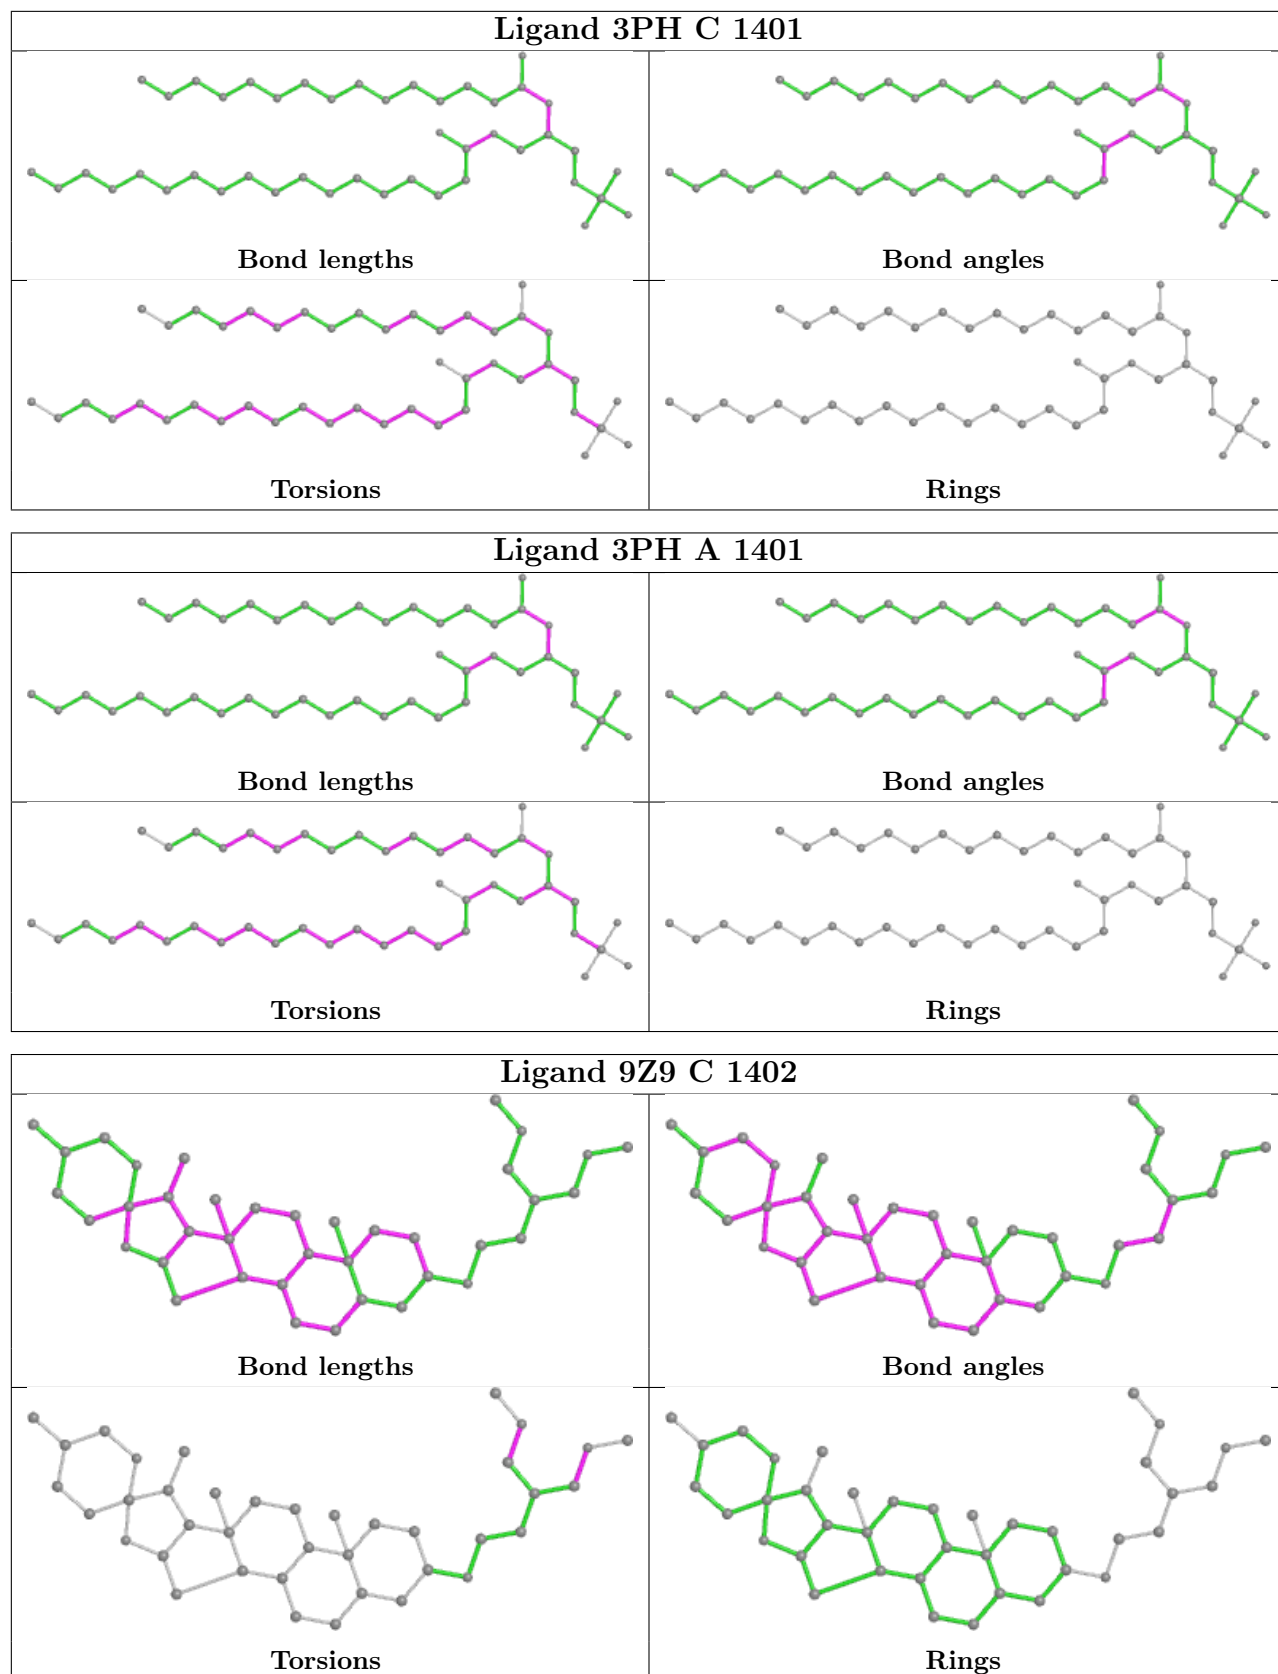 Ligand 3PH C 1401
Bond lengths
Bond angles
Torsions
Rings
Ligand 3PH A 1401
Bond lengths
Bond angles
Torsions
Rings
Ligand 9Z9 C 1402
Bond lengths
Bond angles
Torsions
Rings